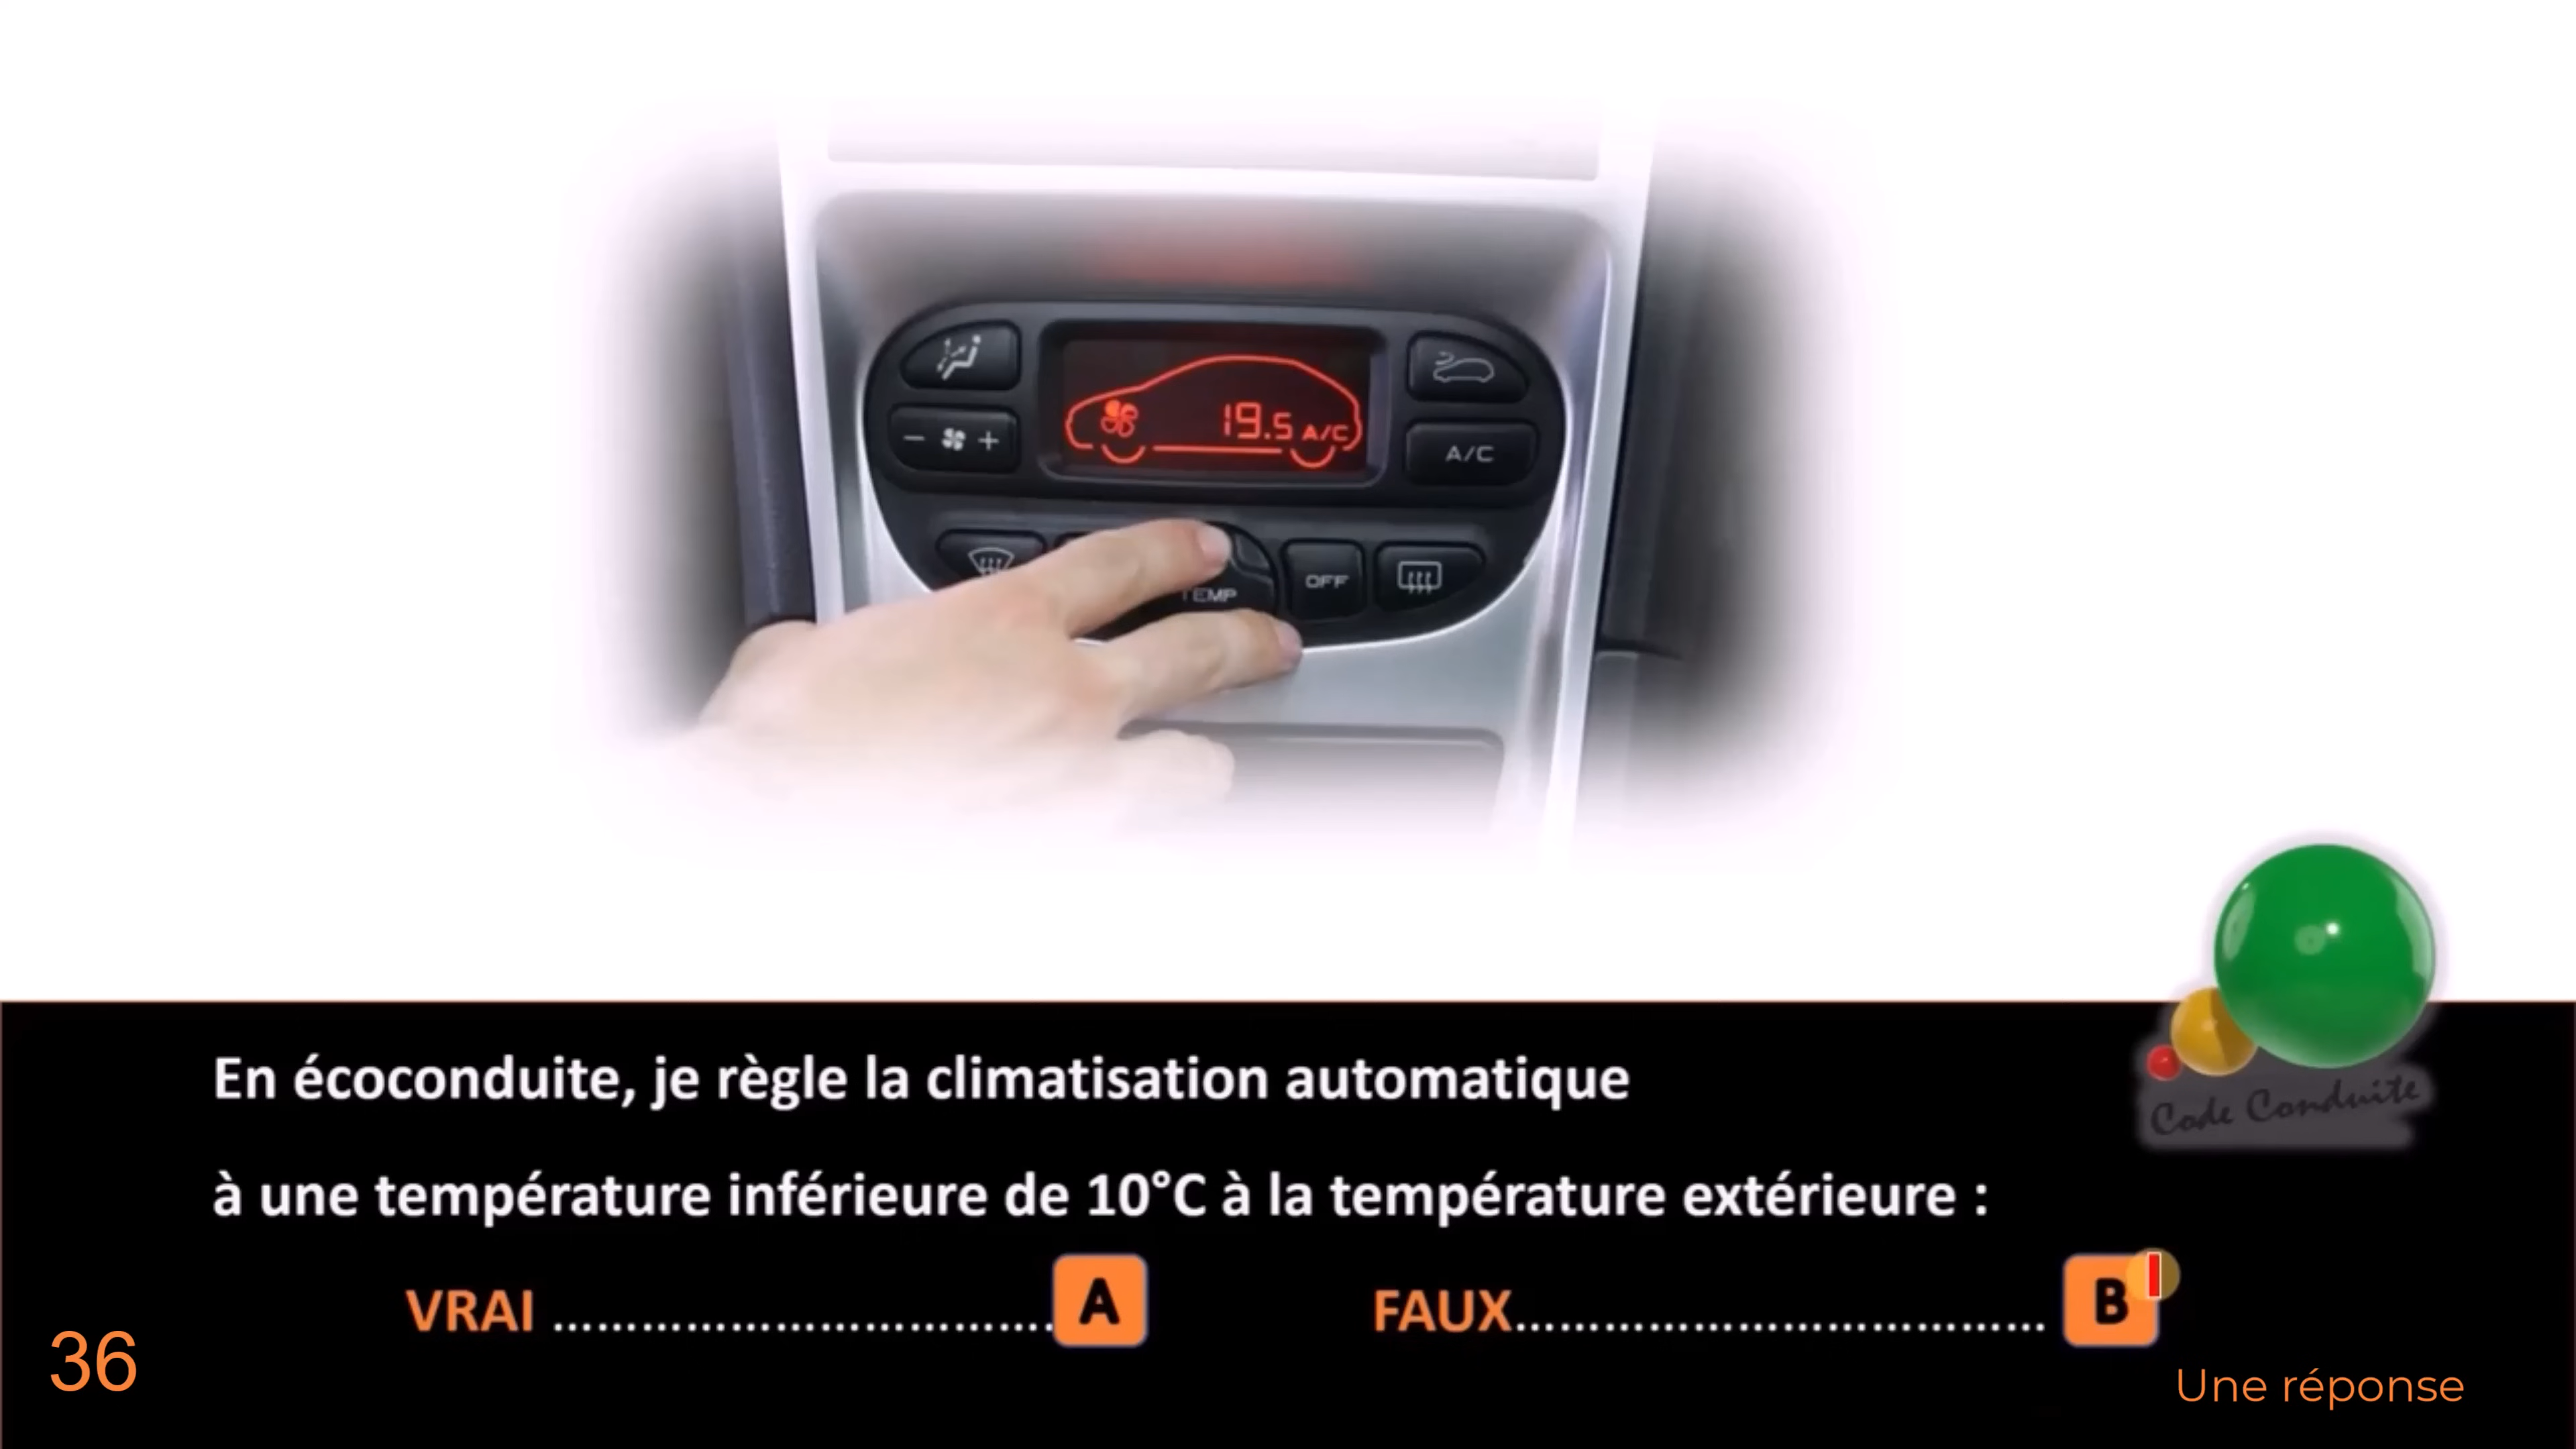 19.5 A/C
A/C
TEMP
OFF
Code Conduite
En écoconduite, je règle la climatisation automatique
à une température inférieure de 10°C à la température extérieure :
VRAI ....................................A FAUX.................................... B
36
Une réponse